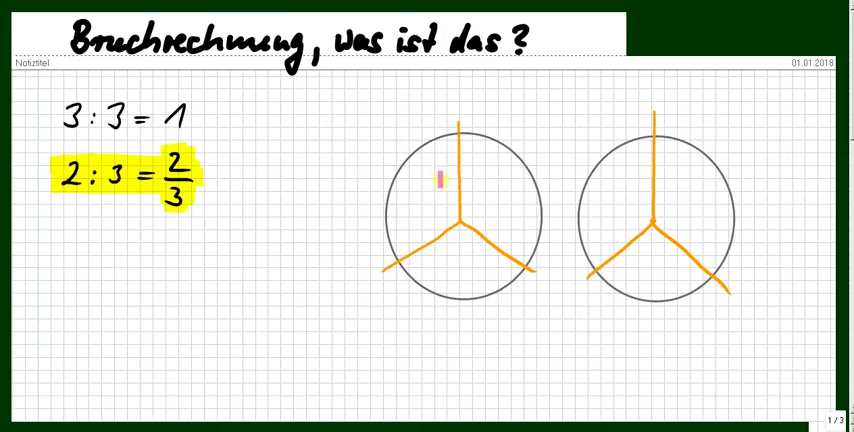 Bruchrechnung, was ist das?
Notiztitel
01.01.2018
3 : 3 = 1
2 : 3 = 2/3
1 / 3